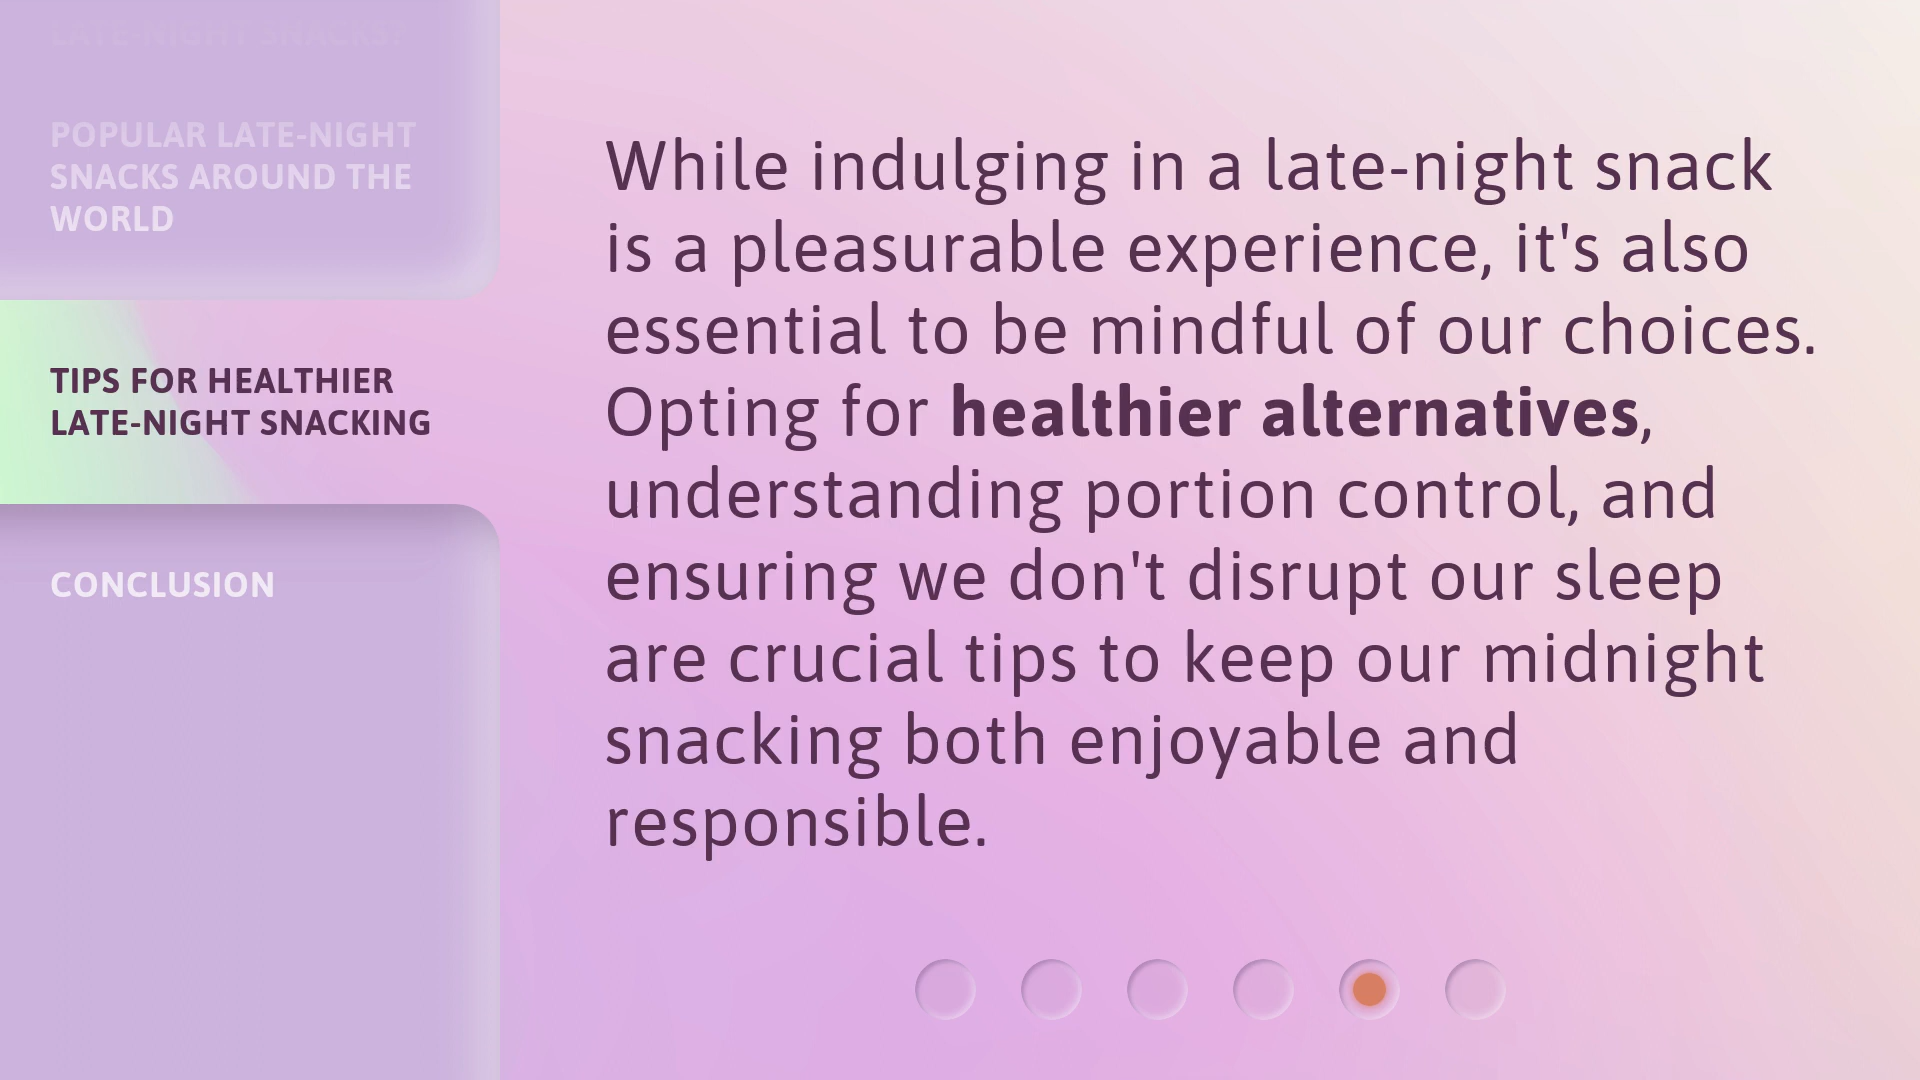 LATE-NIGHT SNACKS?
POPULAR LATE-NIGHT
SNACKS AROUND THE
WORLD
TIPS FOR HEALTHIER
LATE-NIGHT SNACKING
CONCLUSION
While indulging in a late-night snack
is a pleasurable experience, it's also
essential to be mindful of our choices.
Opting for healthier alternatives,
understanding portion control, and
ensuring we don't disrupt our sleep
are crucial tips to keep our midnight
snacking both enjoyable and
responsible.